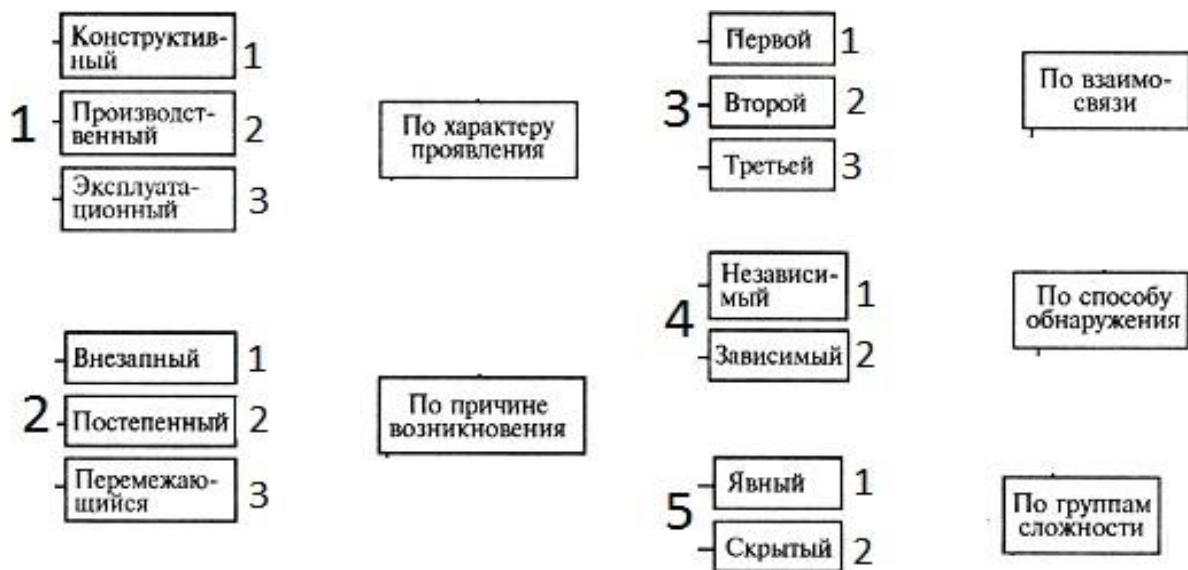 Конструктив-
ный
1
1
Производст-
венный
2
Эксплуата-
ционный
3
По характеру
проявления
2
Внезапный
1
Постепенный
2
Перемежаю-
щийся
3
По причине
возникновения
3
Первой
1
Второй
2
Третьей
3
По взаимо-
связи
4
Независи-
мый
1
Зависимый
2
По способу
обнаружения
5
Явный
1
Скрытый
2
По группам
сложности